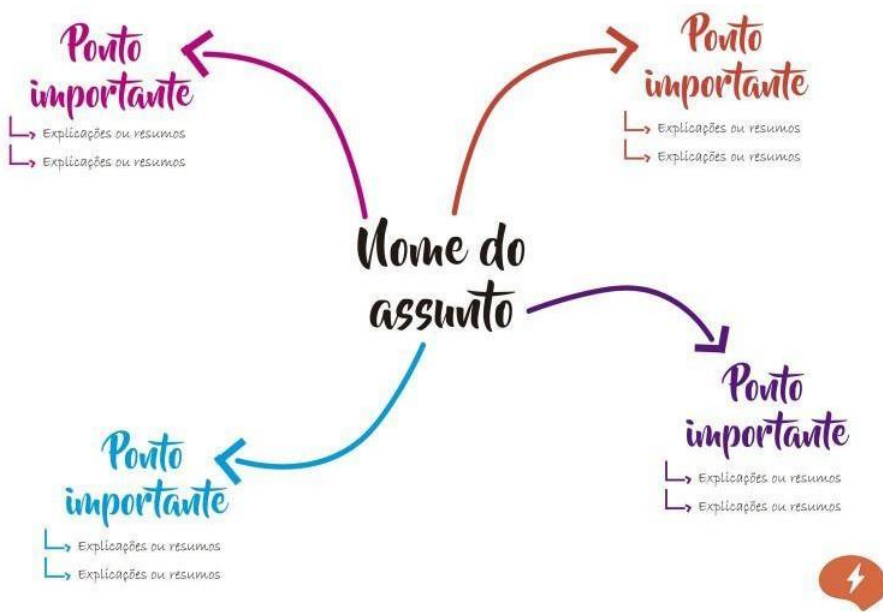 Ponto
importante
Explicações ou resumos
Explicações ou resumos
Ponto
importante
Explicações ou resumos
Explicações ou resumos
Nome do
assunto
Ponto
importante
Explicações ou resumos
Explicações ou resumos
Ponto
importante
Explicações ou resumos
Explicações ou resumos